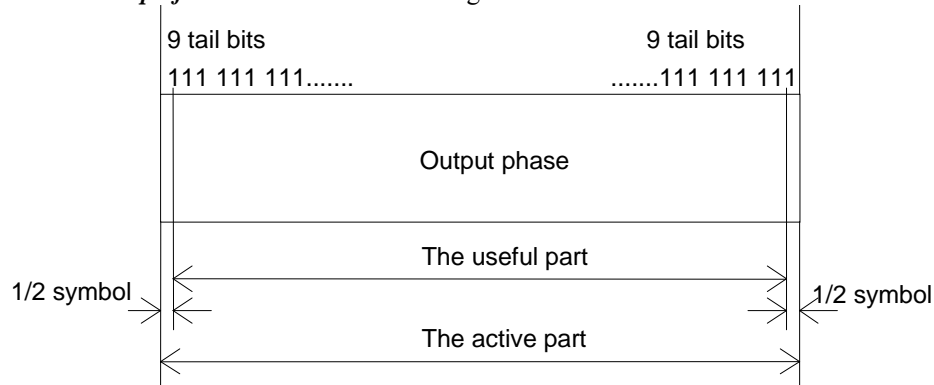 9 tail bits 9 tail bits
111 111 111....... .......111 111 111
Output phase
The useful part
1/2 symbol 1/2 symbol
The active part